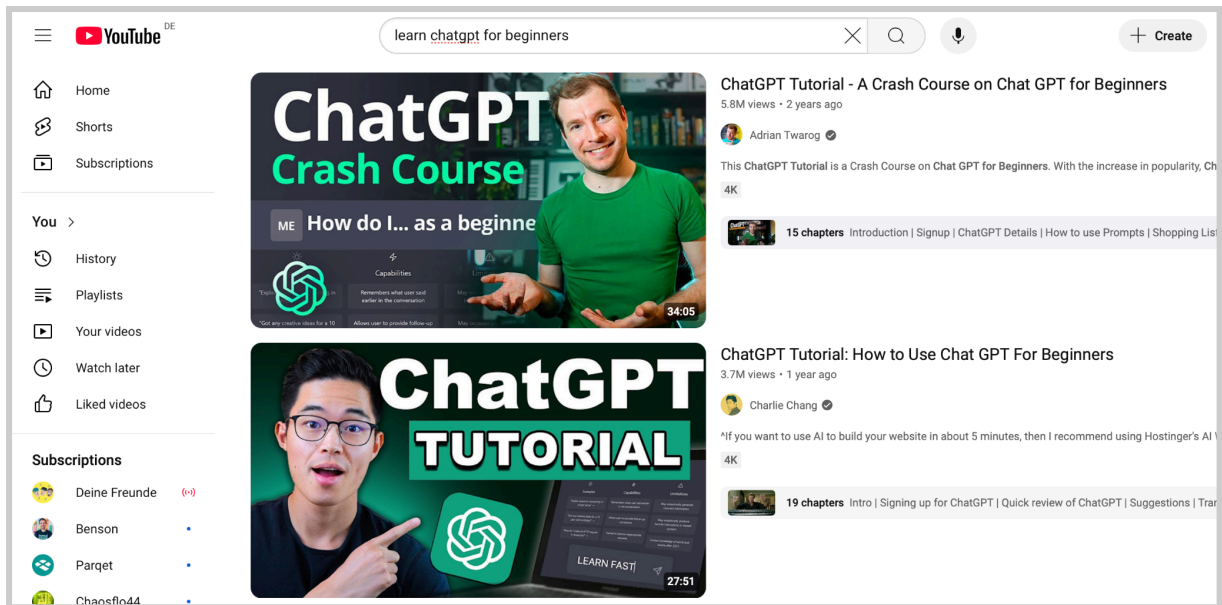 YouTube DE
learn chatgpt for beginners
Create
Home
Shorts
Subscriptions
You
History
Playlists
Your videos
Watch later
Liked videos
Subscriptions
Deine Freunde
Benson
Parqet
Chaosflo44
ChatGPT
Crash Course
ME How do I... as a beginne
Capabilities
Remembers what user said
earlier in the conversation
"Got any creative ideas for a 10
Allows user to provide follow-up
34:05
ChatGPT Tutorial - A Crash Course on Chat GPT for Beginners
5.8M views • 2 years ago
Adrian Twarog
This ChatGPT Tutorial is a Crash Course on Chat GPT for Beginners. With the increase in popularity, Ch
4K
15 chapters Introduction | Signup | ChatGPT Details | How to use Prompts | Shopping List
ChatGPT
TUTORIAL
LEARN FAST
27:51
ChatGPT Tutorial: How to Use Chat GPT For Beginners
3.7M views • 1 year ago
Charlie Chang
^If you want to use AI to build your website in about 5 minutes, then I recommend using Hostinger's AI
4K
19 chapters Intro | Signing up for ChatGPT | Quick review of ChatGPT | Suggestions | Tran